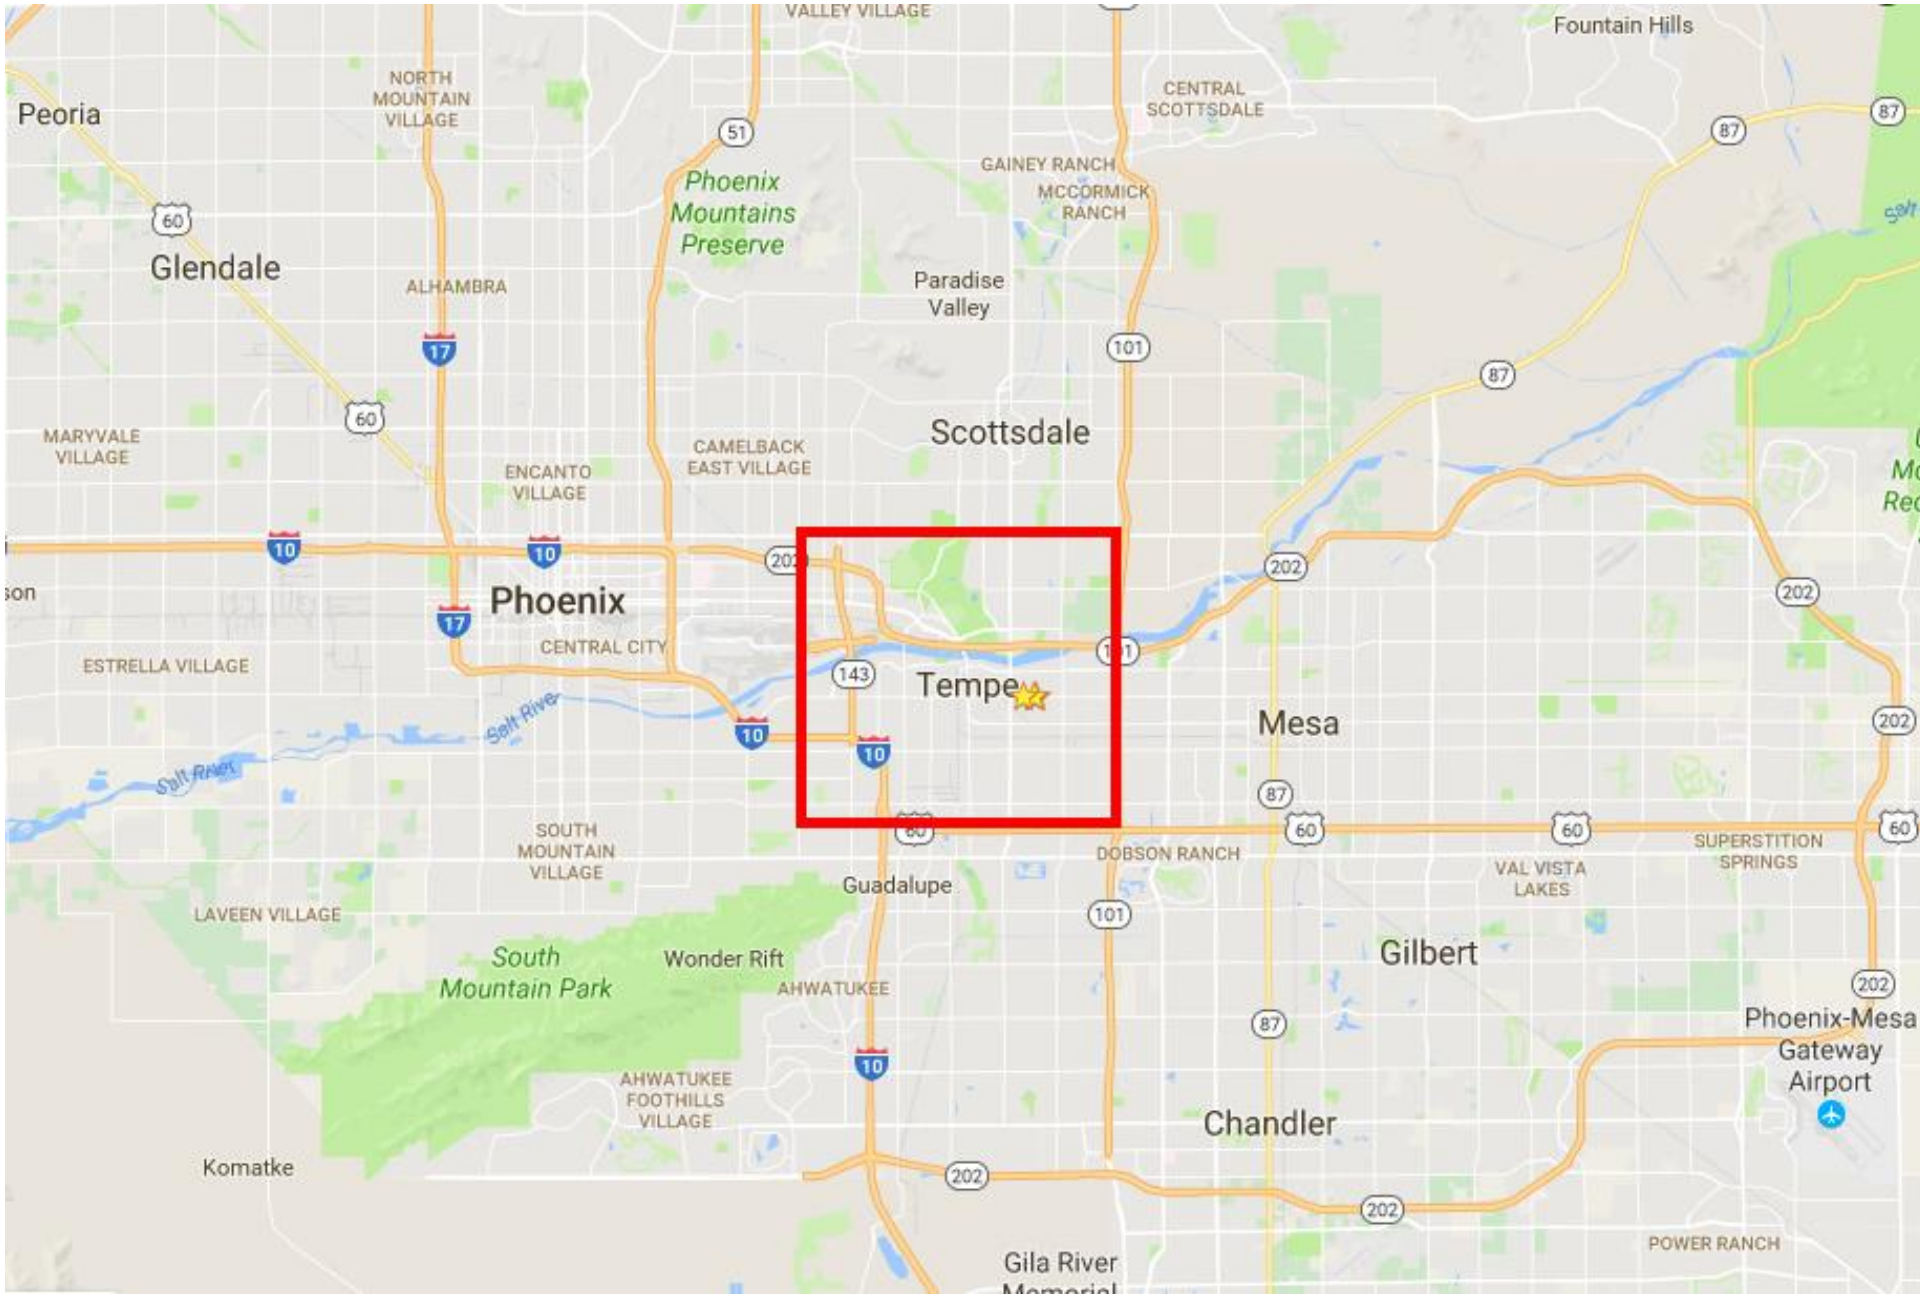 VALLEY VILLAGE
Fountain Hills
NORTH
MOUNTAIN
VILLAGE
CENTRAL
SCOTTSDALE
Peoria
87
87
51
GAINEY RANCH
MCCORMICK
RANCH
Phoenix
Mountains
Preserve
60
Salt
Glendale
ALHAMBRA
Paradise
Valley
17
101
87
60
Scottsdale
MARYVALE
VILLAGE
CAMELBACK
EAST VILLAGE
ENCANTO
VILLAGE
10
10
202
202
202
son
Phoenix
17
CENTRAL CITY
101
ESTRELLA VILLAGE
143
Tempe
Salt River
Mesa
202
10
10
Salt River
87
60
60
60
60
SOUTH
MOUNTAIN
VILLAGE
DOBSON RANCH
SUPERSTITION
SPRINGS
VAL VISTA
LAKES
Guadalupe
LAVEEN VILLAGE
101
Gilbert
South
Mountain Park
Wonder Rift
AHWATUKEE
202
87
Phoenix-Mesa
Gateway
Airport
10
AHWATUKEE
FOOTHILLS
VILLAGE
Chandler
Komatke
202
202
POWER RANCH
Gila River
Memorial